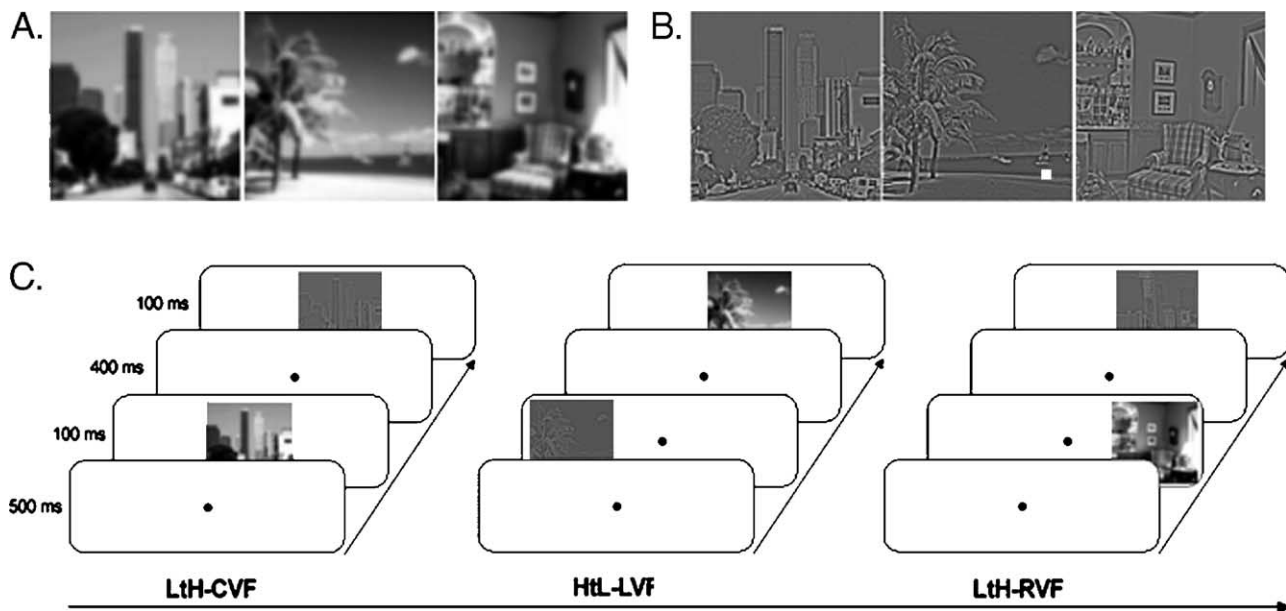 A.
B.
C.
100 ms
400 ms
100 ms
500 ms
LtH-CVF
HtL-LVF
LtH-RVF